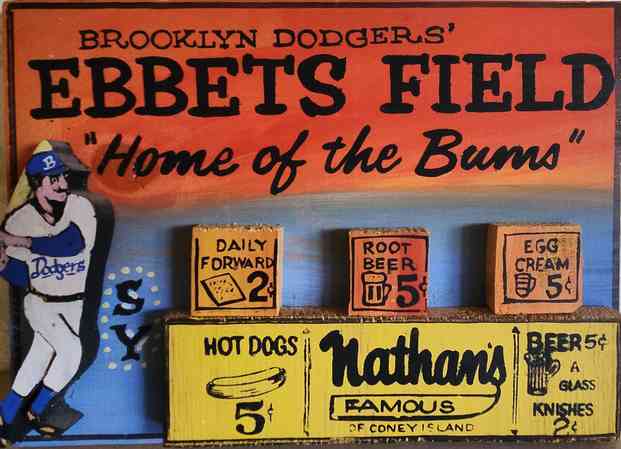 BROOKLYN DODGERS'
EBBETS FIELD
"Home of the Bums"
B
Dodgers
SY
DAILY
FORWARD
2¢
ROOT
BEER
5¢
EGG
CREAM
5¢
HOT DOGS
5¢
Nathan's
FAMOUS
OF CONEY ISLAND
BEER 5¢
A
GLASS
KNISHES
2¢